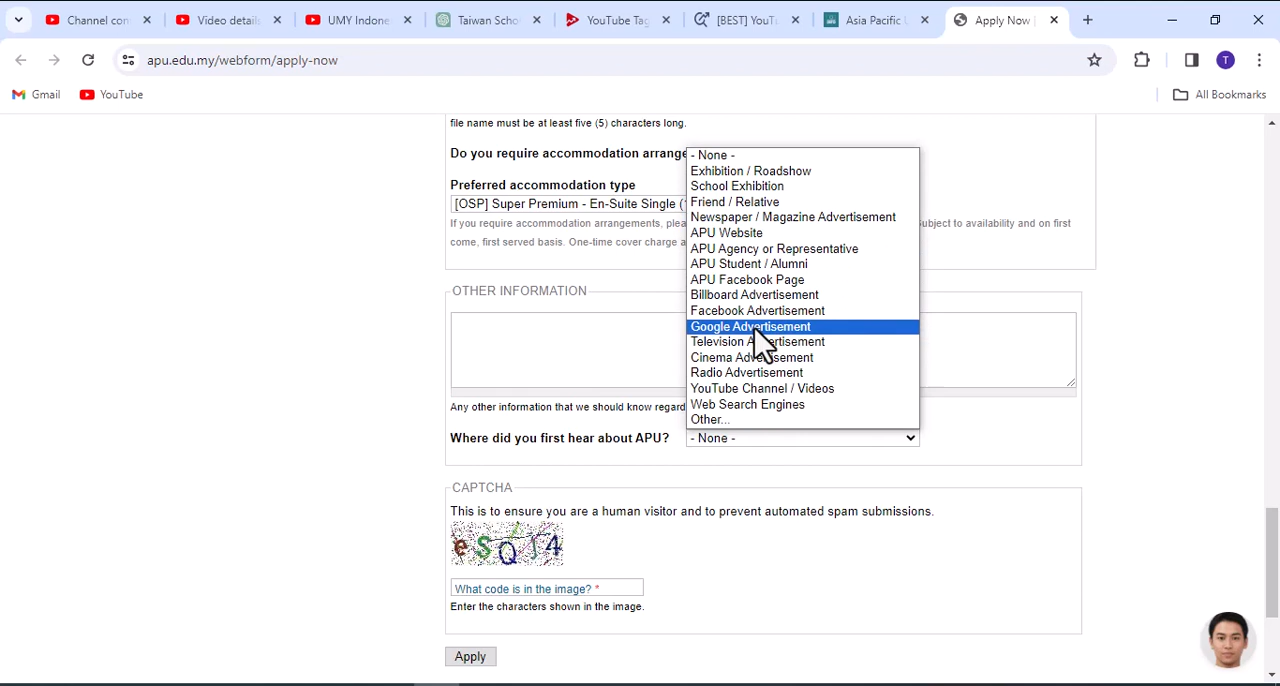 Channel con
Video details
UMY Indone
Taiwan Scho
YouTube Tag
[BEST] YouT
Asia Pacific U
Apply Now |
apu.edu.my/webform/apply-now
T
Gmail
YouTube
All Bookmarks
file name must be at least five (5) characters long.
Do you require accommodation arrange
Preferred accommodation type
[OSP] Super Premium - En-Suite Single (
If you require accommodation arrangements, plea
ubject to availability and on first
come, first served basis. One-time cover charge a
- None -
Exhibition / Roadshow
School Exhibition
Friend / Relative
Newspaper / Magazine Advertisement
APU Website
APU Agency or Representative
APU Student / Alumni
APU Facebook Page
Billboard Advertisement
Facebook Advertisement
Google Advertisement
Television Advertisement
Cinema Advertisement
Radio Advertisement
YouTube Channel / Videos
Web Search Engines
Other...
OTHER INFORMATION
Any other information that we should know regard
Where did you first hear about APU?
- None -
CAPTCHA
This is to ensure you are a human visitor and to prevent automated spam submissions.
eSQJ4
What code is in the image? *
Enter the characters shown in the image.
Apply